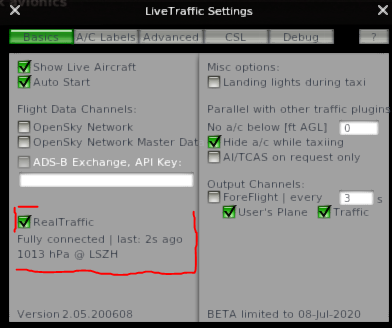 LiveTraffic Settings
Basics A/C Labels Advanced CSL Debug ?
Show Live Aircraft
Auto Start
Flight Data Channels:
OpenSky Network
OpenSky Network Master Dat
ADS-B Exchange, API Key:
RealTraffic
Fully connected | last: 2s ago
1013 hPa @ LSZH
Version 2.05.200608
Misc options:
Landing lights during taxi
Parallel with other traffic plugins
No a/c below [ft AGL] 0
Hide a/c while taxiing
AI/TCAS on request only
Output Channels:
ForeFlight | every 3 s
User's Plane Traffic
BETA limited to 08-Jul-2020